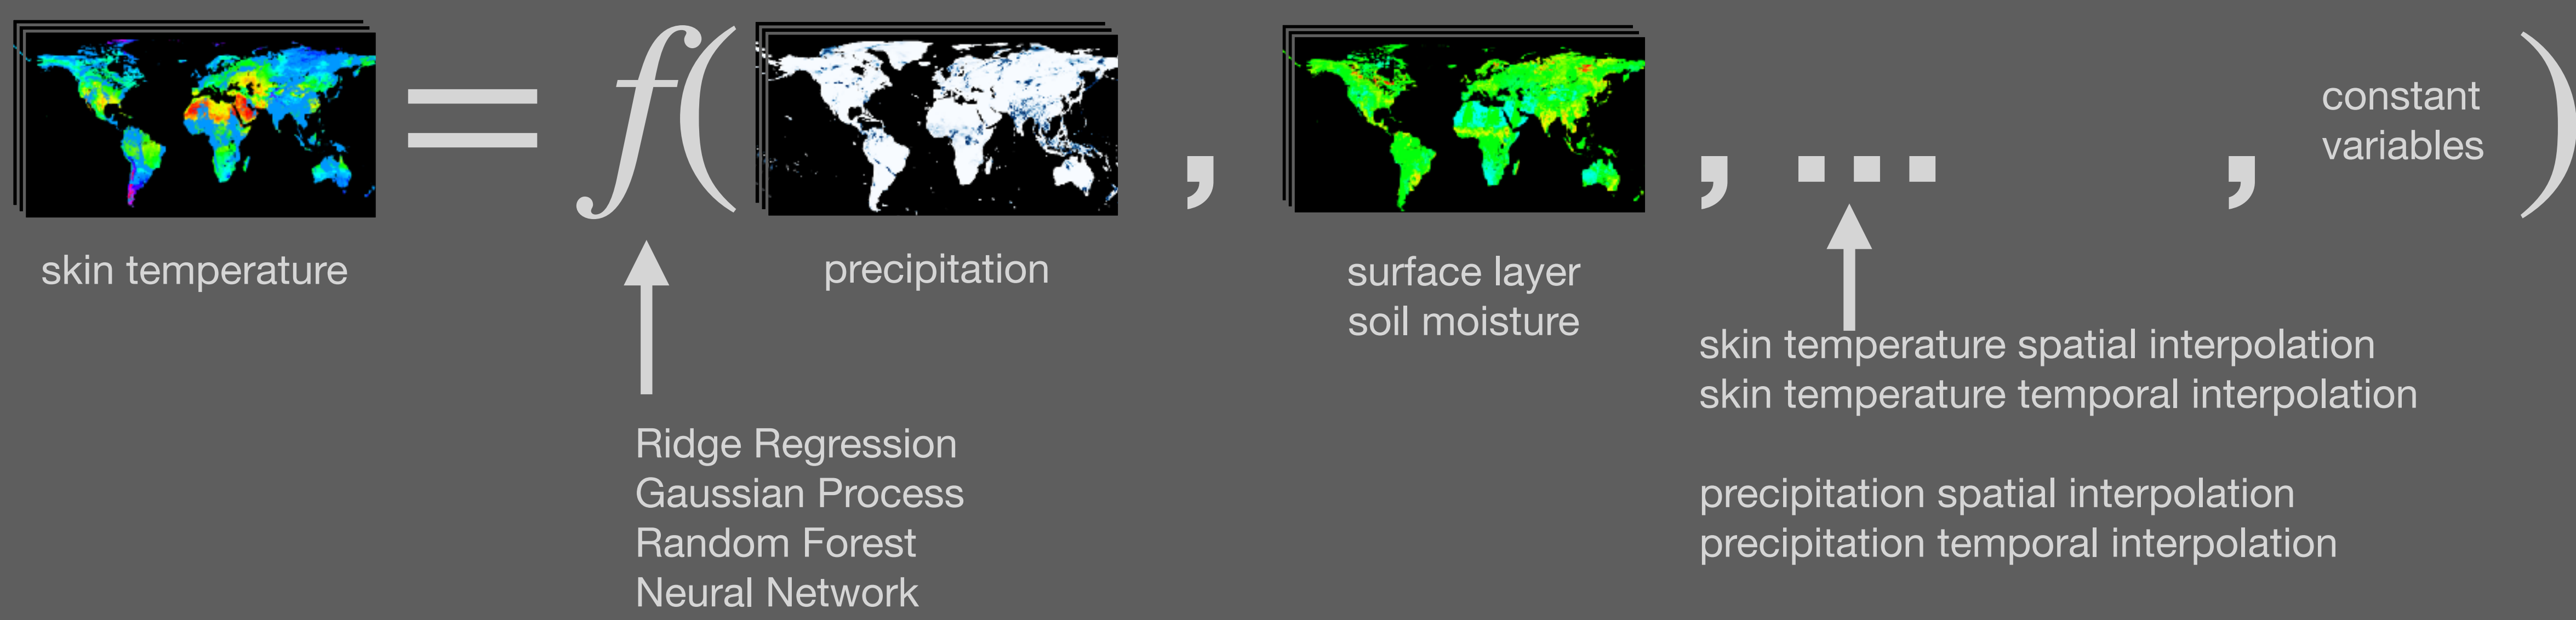 = f( , , ... , constant
variables )
skin temperature
precipitation
surface layer
soil moisture
skin temperature spatial interpolation
skin temperature temporal interpolation
precipitation spatial interpolation
precipitation temporal interpolation
Ridge Regression
Gaussian Process
Random Forest
Neural Network